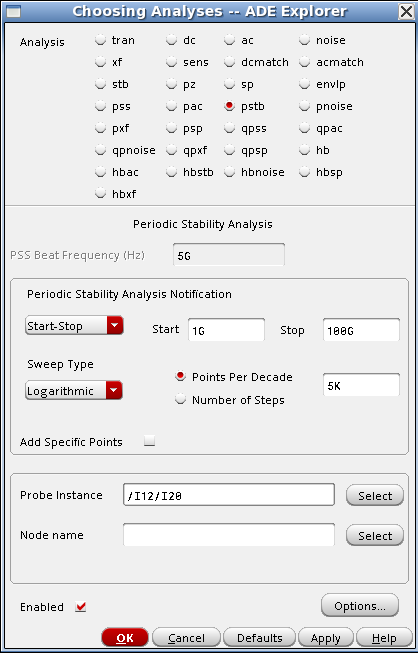 Choosing Analyses -- ADE Explorer
Analysis
tran dc ac noise
xf sens dcmatch acmatch
stb pz sp envlp
pss pac pstb pnoise
pxf psp qpss qpac
qpnoise qpxf qpsp hb
hbac hbstb hbnoise hbsp
hbxf
Periodic Stability Analysis
PSS Beat Frequency (Hz) 5G
Periodic Stability Analysis Notification
Start-Stop Start 1G Stop 100G
Sweep Type
Logarithmic
Points Per Decade
Number of Steps
5K
Add Specific Points
Probe Instance /I12/I20 Select
Node name Select
Enabled
Options...
OK Cancel Defaults Apply Help